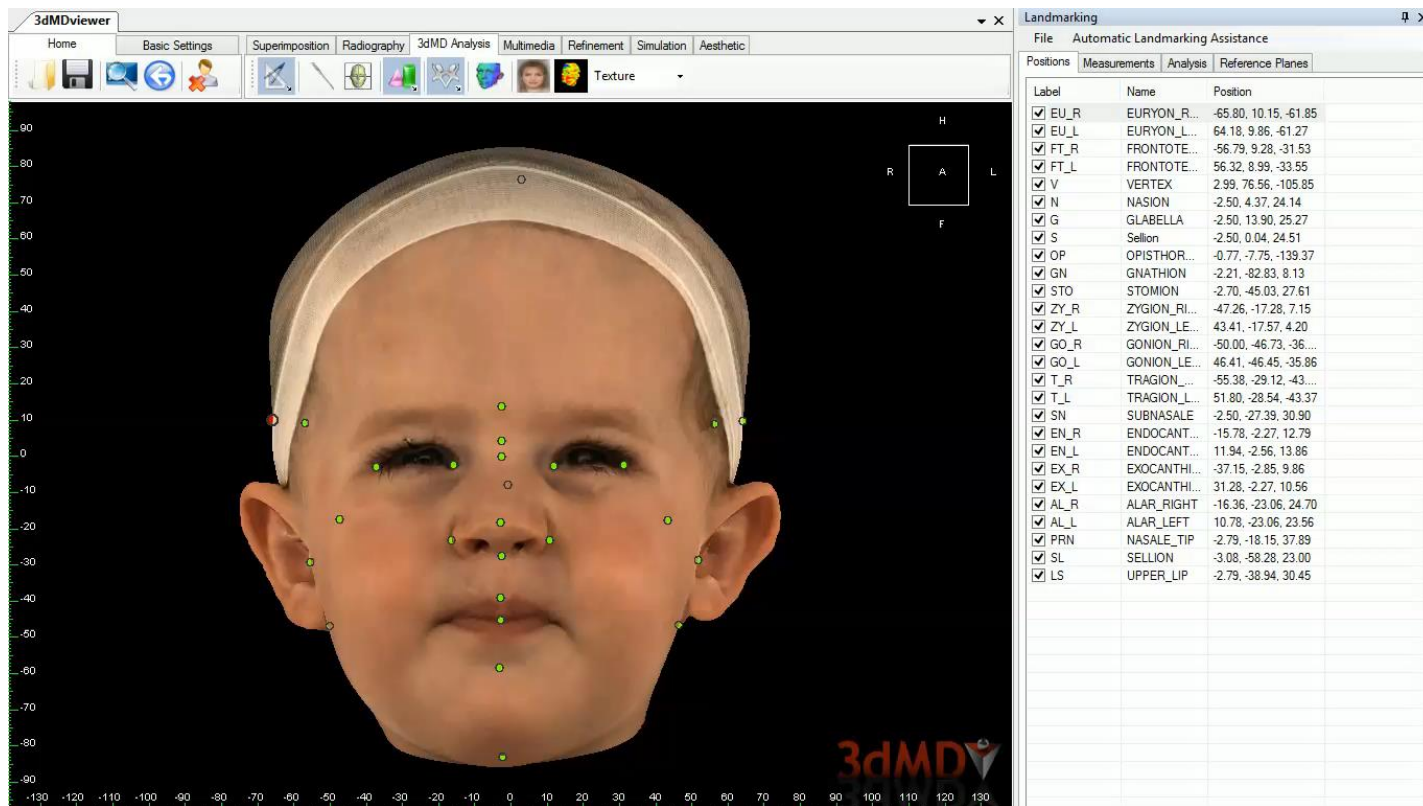 3dMDviewer
Home Basic Settings Superimposition Radiography 3dMD Analysis Multimedia Refinement Simulation Aesthetic
Texture
H
R A L
F
90
80
70
60
50
40
30
20
10
0
-10
-20
-30
-40
-50
-60
-70
-80
-90
-130 -120 -110 -100 -90 -80 -70 -60 -50 -40 -30 -20 -10 0 10 20 30 40 50 60 70 80 90 100 110 120 130
3dMD
Landmarking
File Automatic Landmarking Assistance
Positions Measurements Analysis Reference Planes
Label Name Position
EU_R EURYON_R... -65.80, 10.15, -61.85
EU_L EURYON_L... 64.18, 9.86, -61.27
FT_R FRONTOTE... -56.79, 9.28, -31.53
FT_L FRONTOTE... 56.32, 8.99, -33.55
V VERTEX 2.99, 76.56, -105.85
N NASION -2.50, 4.37, 24.14
G GLABELLA -2.50, 13.90, 25.27
S Sellion -2.50, 0.04, 24.51
OP OPISTHOR... -0.77, -7.75, -139.37
GN GNATHION -2.21, -82.83, 8.13
STO STOMION -2.70, -45.03, 27.61
ZY_R ZYGION_RI... -47.26, -17.28, 7.15
ZY_L ZYGION_LE... 43.41, -17.57, 4.20
GO_R GONION_RI... -50.00, -46.73, -36....
GO_L GONION_LE... 46.41, -46.45, -35.86
T_R TRAGION_... -55.38, -29.12, -43....
T_L TRAGION_L... 51.80, -28.54, -43.37
SN SUBNASALE -2.50, -27.39, 30.90
EN_R ENDOCANT... -15.78, -2.27, 12.79
EN_L ENDOCANT... 11.94, -2.56, 13.86
EX_R EXOCANTHI... -37.15, -2.85, 9.86
EX_L EXOCANTHI... 31.28, -2.27, 10.56
AL_R ALAR_RIGHT -16.36, -23.06, 24.70
AL_L ALAR_LEFT 10.78, -23.06, 23.56
PRN NASALE_TIP -2.79, -18.15, 37.89
SL SELLION -3.08, -58.28, 23.00
LS UPPER_LIP -2.79, -38.94, 30.45